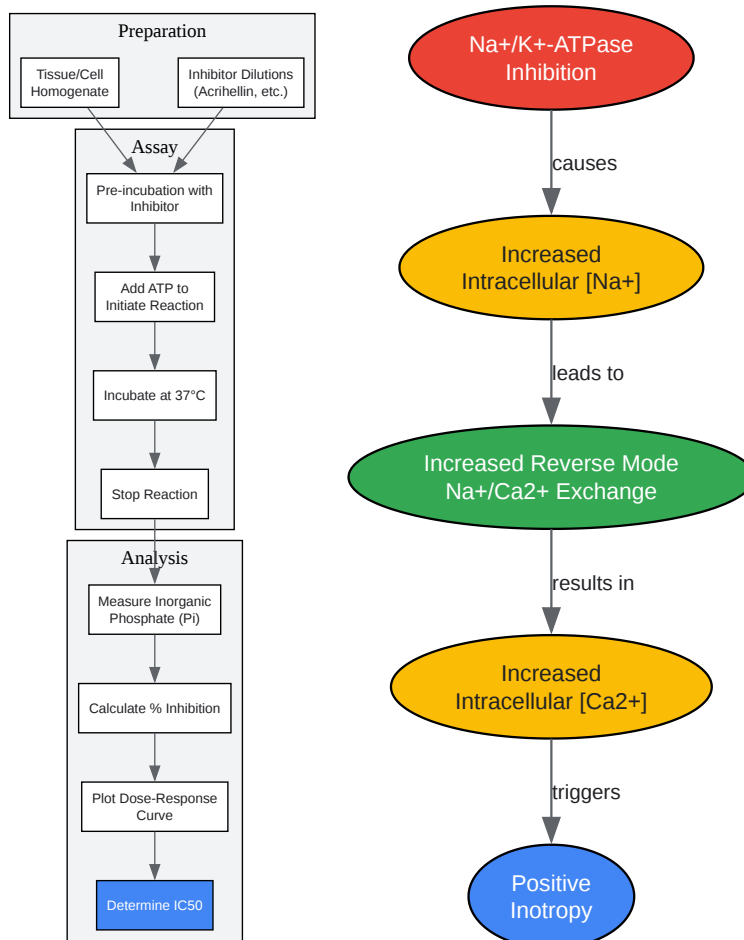 Preparation
Tissue/Cell
Homogenate
Inhibitor Dilutions
(Acrihellin, etc.)
Assay
Pre-incubation with
Inhibitor
Add ATP to
Initiate Reaction
Incubate at 37°C
Stop Reaction
Analysis
Measure Inorganic
Phosphate (Pi)
Calculate % Inhibition
Plot Dose-Response
Curve
Determine IC50
Na+/K+-ATPase
Inhibition
causes
Increased
Intracellular [Na+]
leads to
Increased Reverse Mode
Na+/Ca2+ Exchange
results in
Increased
Intracellular [Ca2+]
triggers
Positive
Inotropy